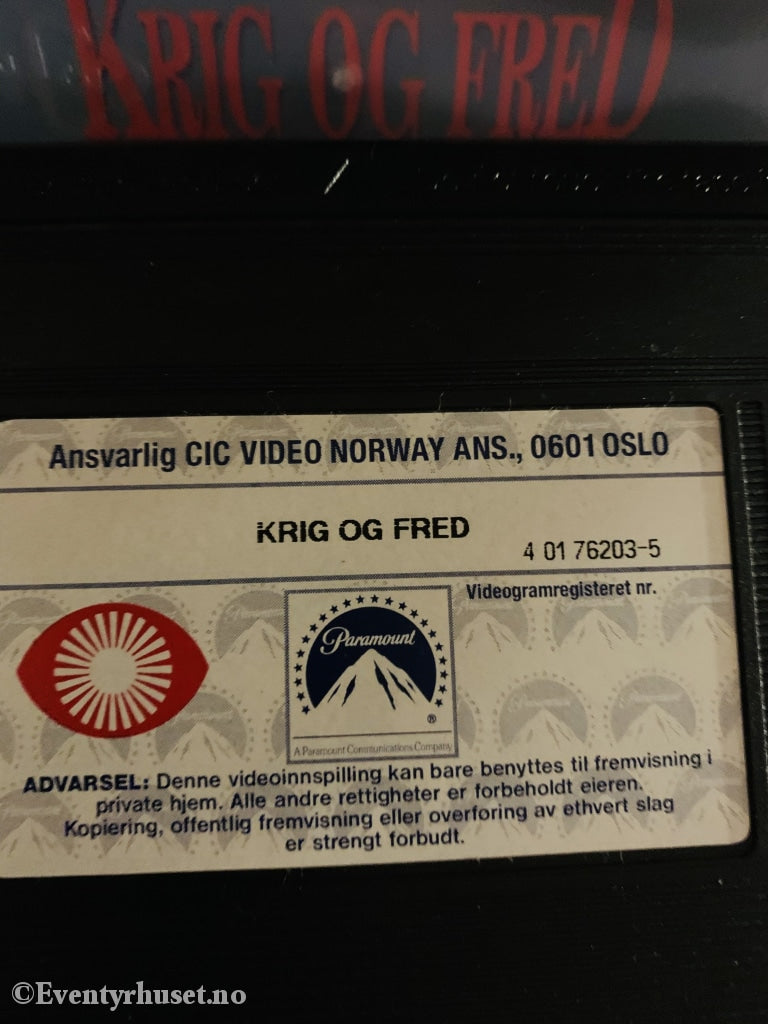 KRIG OG FRED
Ansvarlig CIC VIDEO NORWAY ANS., 0601 OSLO
KRIG OG FRED
4 01 76203-5
Videogramregisteret nr.
Paramount
®
A Paramount Communications Company
ADVARSEL: Denne videoinnspilling kan bare benyttes til fremvisning i
private hjem. Alle andre rettigheter er forbeholdt eieren.
Kopiering, offentlig fremvisning eller overføring av ethvert slag
er strengt forbudt.
©Eventyrhuset.no